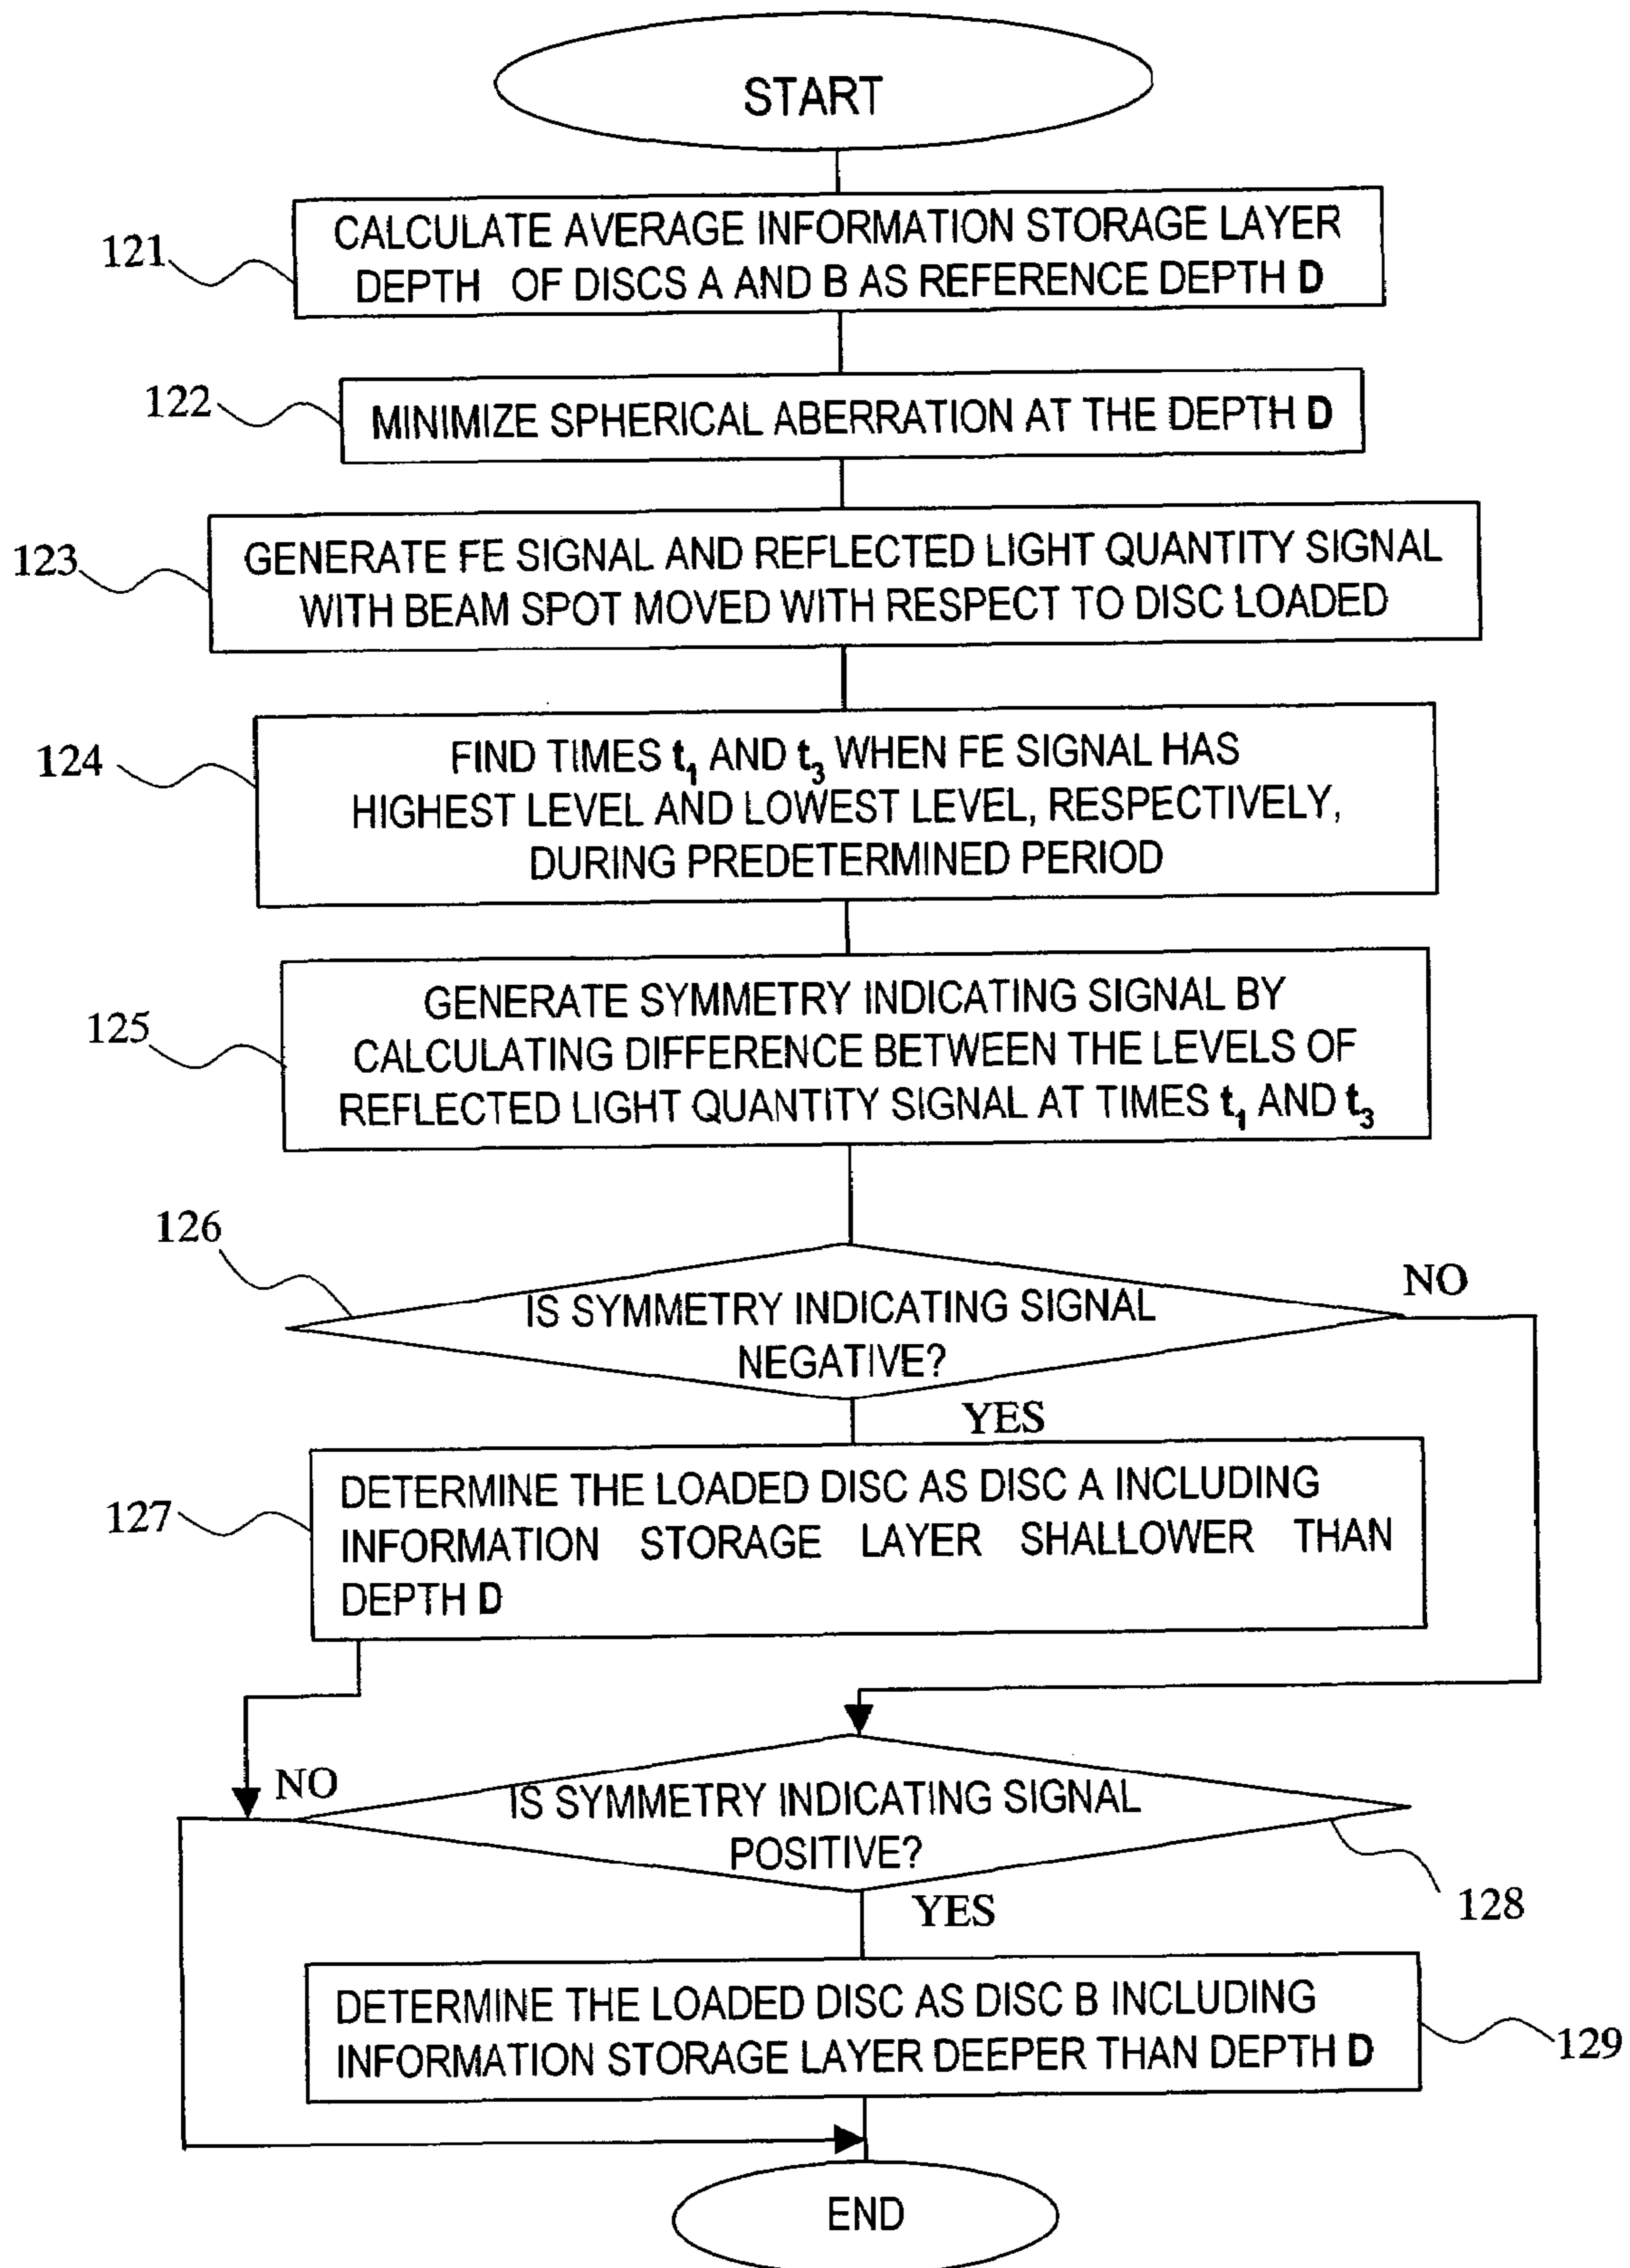 START
121
CALCULATE AVERAGE INFORMATION STORAGE LAYER
DEPTH OF DISCS A AND B AS REFERENCE DEPTH D
122
MINIMIZE SPHERICAL ABERRATION AT THE DEPTH D
123
GENERATE FE SIGNAL AND REFLECTED LIGHT QUANTITY SIGNAL
WITH BEAM SPOT MOVED WITH RESPECT TO DISC LOADED
124
FIND TIMES t1 AND t3 WHEN FE SIGNAL HAS
HIGHEST LEVEL AND LOWEST LEVEL, RESPECTIVELY,
DURING PREDETERMINED PERIOD
125
GENERATE SYMMETRY INDICATING SIGNAL BY
CALCULATING DIFFERENCE BETWEEN THE LEVELS OF
REFLECTED LIGHT QUANTITY SIGNAL AT TIMES t1 AND t3
126
NO
IS SYMMETRY INDICATING SIGNAL
NEGATIVE?
YES
127
DETERMINE THE LOADED DISC AS DISC A INCLUDING
INFORMATION STORAGE LAYER SHALLOWER THAN
DEPTH D
NO
IS SYMMETRY INDICATING SIGNAL
POSITIVE?
128
YES
DETERMINE THE LOADED DISC AS DISC B INCLUDING
INFORMATION STORAGE LAYER DEEPER THAN DEPTH D
129
END